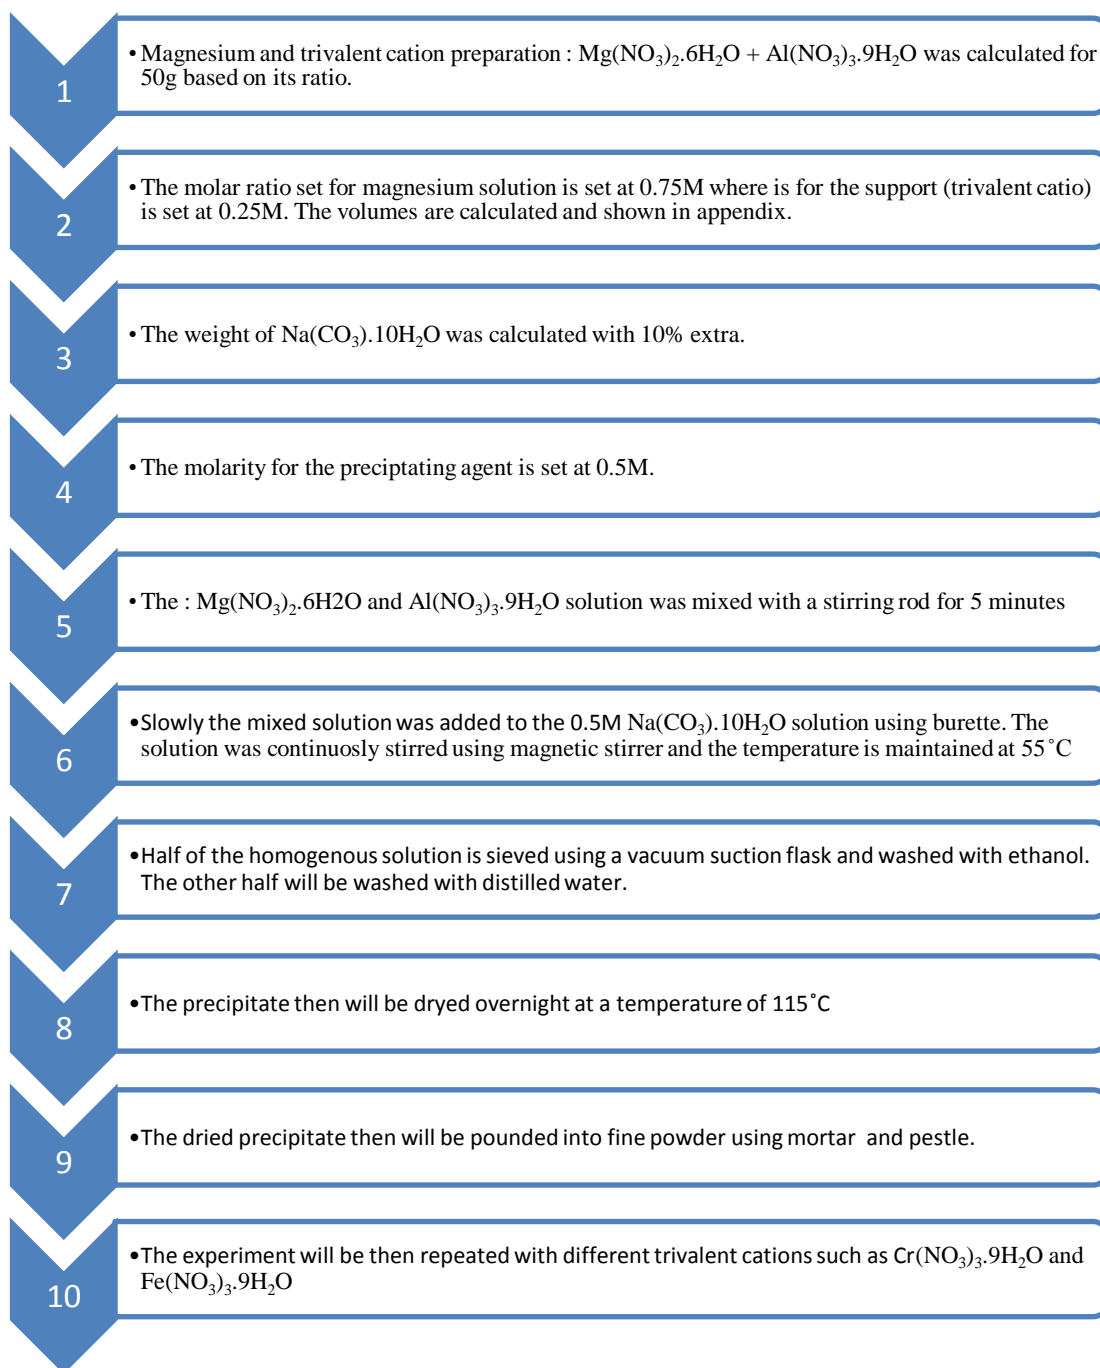 1
• Magnesium and trivalent cation preparation : Mg(NO₃)₂.6H₂O + Al(NO₃)₃.9H₂O was calculated for
50g based on its ratio.
2
• The molar ratio set for magnesium solution is set at 0.75M where is for the support (trivalent catio)
is set at 0.25M. The volumes are calculated and shown in appendix.
3
• The weight of Na(CO₃).10H₂O was calculated with 10% extra.
4
• The molarity for the preciptating agent is set at 0.5M.
5
• The : Mg(NO₃)₂.6H2O and Al(NO₃)₃.9H₂O solution was mixed with a stirring rod for 5 minutes
6
•Slowly the mixed solution was added to the 0.5M Na(CO₃).10H₂O solution using burette. The
solution was continuosly stirred using magnetic stirrer and the temperature is maintained at 55˚C
7
•Half of the homogenous solution is sieved using a vacuum suction flask and washed with ethanol.
The other half will be washed with distilled water.
8
•The precipitate then will be dryed overnight at a temperature of 115˚C
9
•The dried precipitate then will be pounded into fine powder using mortar and pestle.
10
•The experiment will be then repeated with different trivalent cations such as Cr(NO₃)₃.9H₂O and
Fe(NO₃)₃.9H₂O